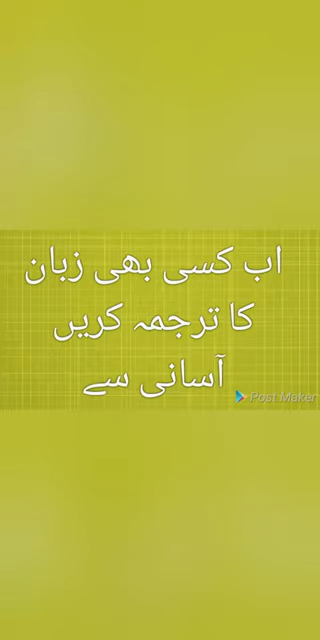 اب کسی بھی زبان
کا ترجمہ کریں
آسانی سے
Post Maker